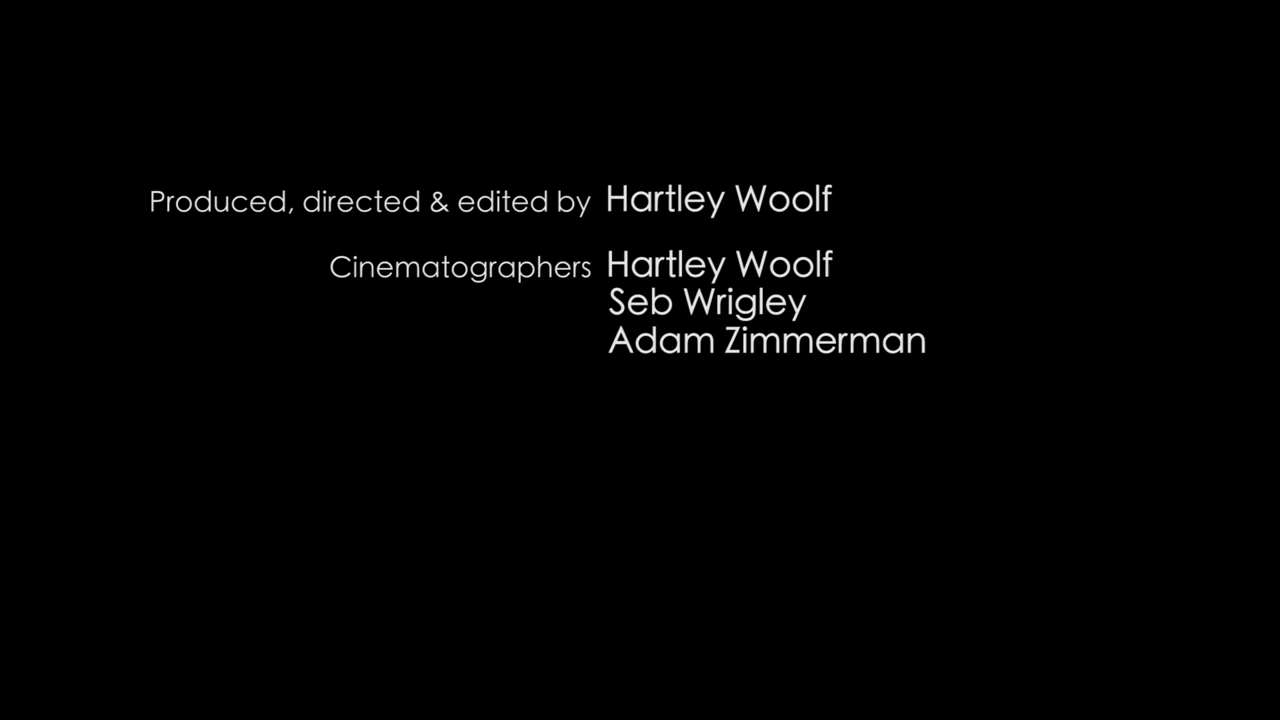 Produced, directed & edited by Hartley Woolf
Cinematographers Hartley Woolf
Seb Wrigley
Adam Zimmerman